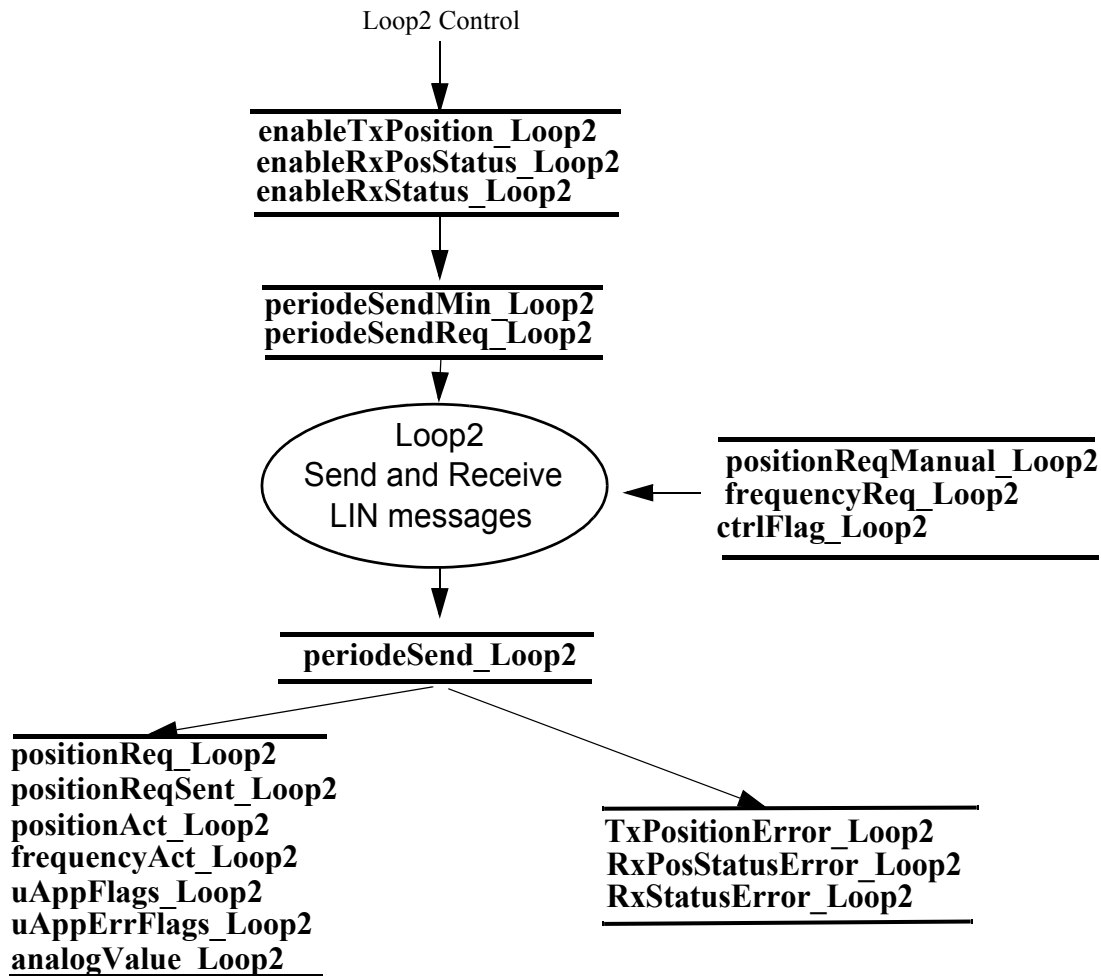 Loop2 Control
enableTxPosition_Loop2
enableRxPosStatus_Loop2
enableRxStatus_Loop2
periodeSendMin_Loop2
periodeSendReq_Loop2
Loop2
Send and Receive
LIN messages
positionReqManual_Loop2
frequencyReq_Loop2
ctrlFlag_Loop2
periodeSend_Loop2
positionReq_Loop2
positionReqSent_Loop2
positionAct_Loop2
frequencyAct_Loop2
uAppFlags_Loop2
uAppErrFlags_Loop2
analogValue_Loop2
TxPositionError_Loop2
RxPosStatusError_Loop2
RxStatusError_Loop2